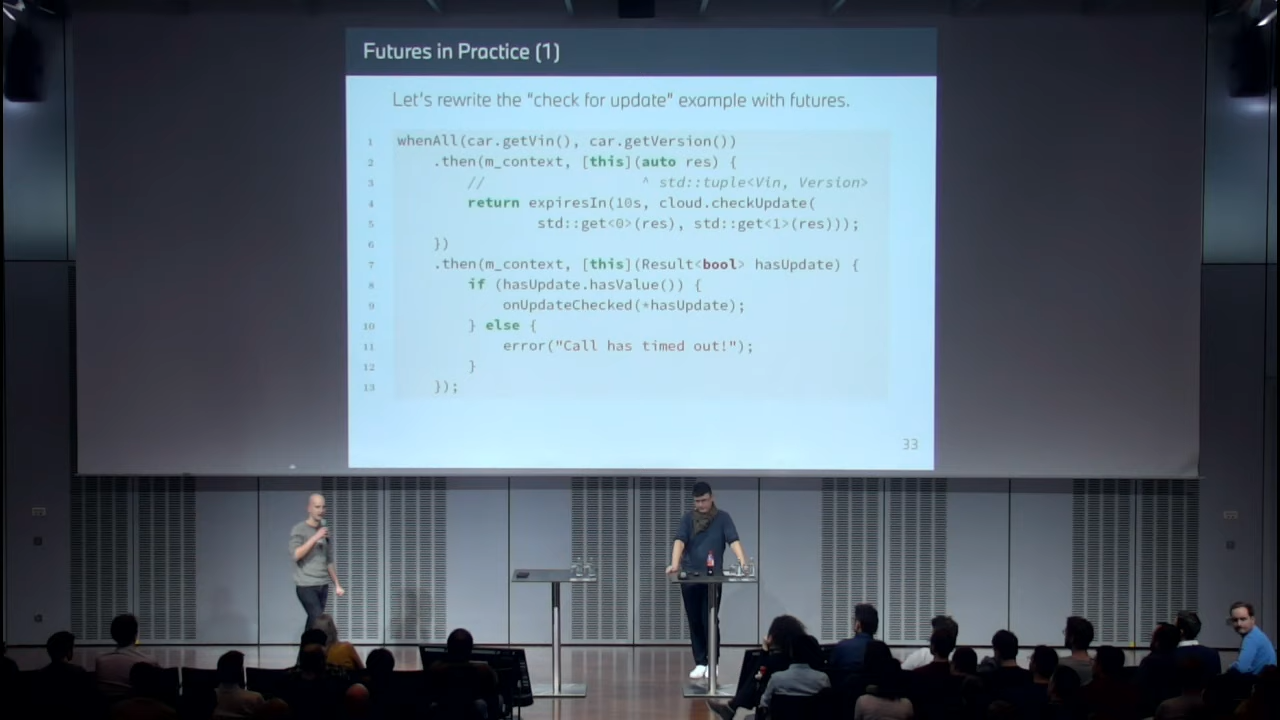 Futures in Practice (1)
Let's rewrite the "check for update" example with futures.
1 whenAll(car.getVin(), car.getVersion())
2 .then(m_context, [this](auto res) {
3 // ^ std::tuple<Vin, Version>
4 return expiresIn(10s, cloud.checkUpdate(
5 std::get<0>(res), std::get<1>(res)));
6 })
7 .then(m_context, [this](Result<bool> hasUpdate) {
8 if (hasUpdate.hasValue()) {
9 onUpdateChecked(*hasUpdate);
10 } else {
11 error("Call has timed out!");
12 }
13 });
33